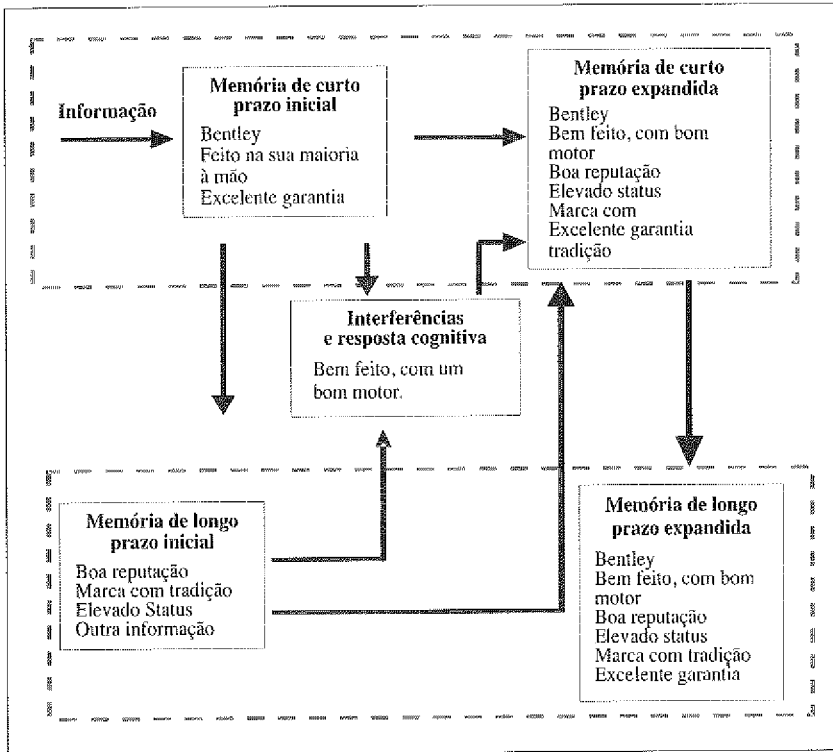 Informação
Memória de curto
prazo inicial
Bentley
Feito na sua maioria
à mão
Excelente garantia
Memória de curto
prazo expandida
Bentley
Bem feito, com bom
motor
Boa reputação
Elevado status
Marca com
Excelente garantia
tradição
Interferências
e resposta cognitiva
Bem feito, com um
bom motor.
Memória de longo
prazo inicial
Boa reputação
Marca com tradição
Elevado Status
Outra informação
Memória de longo
prazo expandida
Bentley
Bem feito, com bom
motor
Boa reputação
Elevado status
Marca com tradição
Excelente garantia